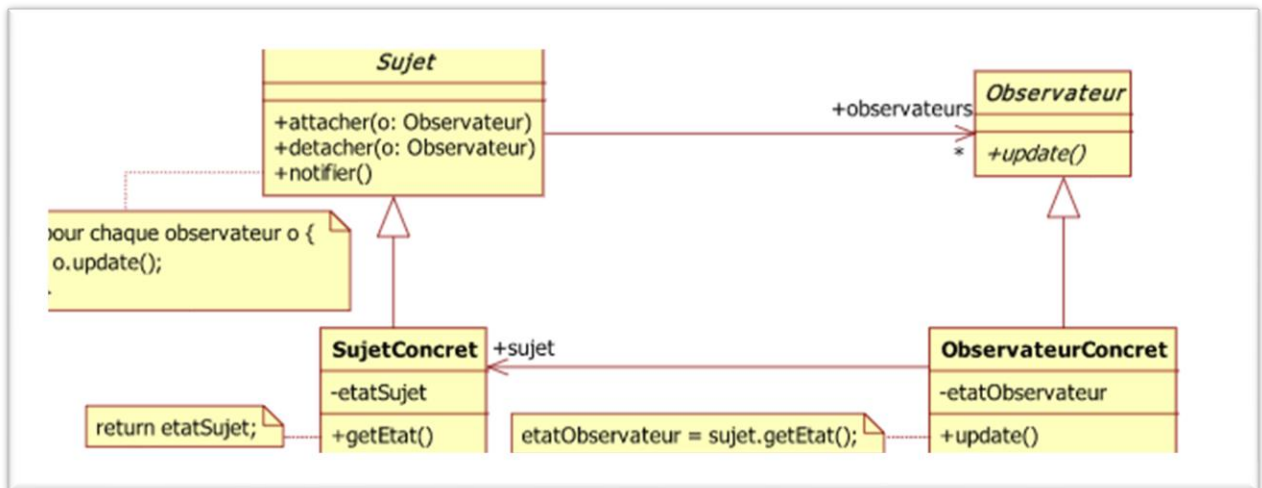 Sujet
+attacher(o: Observateur)
+detacher(o: Observateur)
+notifier()
+observateurs
*
Observateur
+update()
pour chaque observateur o {
o.update();
SujetConcret
-etatSujet
+getEtat()
return etatSujet;
+sujet
etatObservateur = sujet.getEtat();
ObservateurConcret
-etatObservateur
+update()